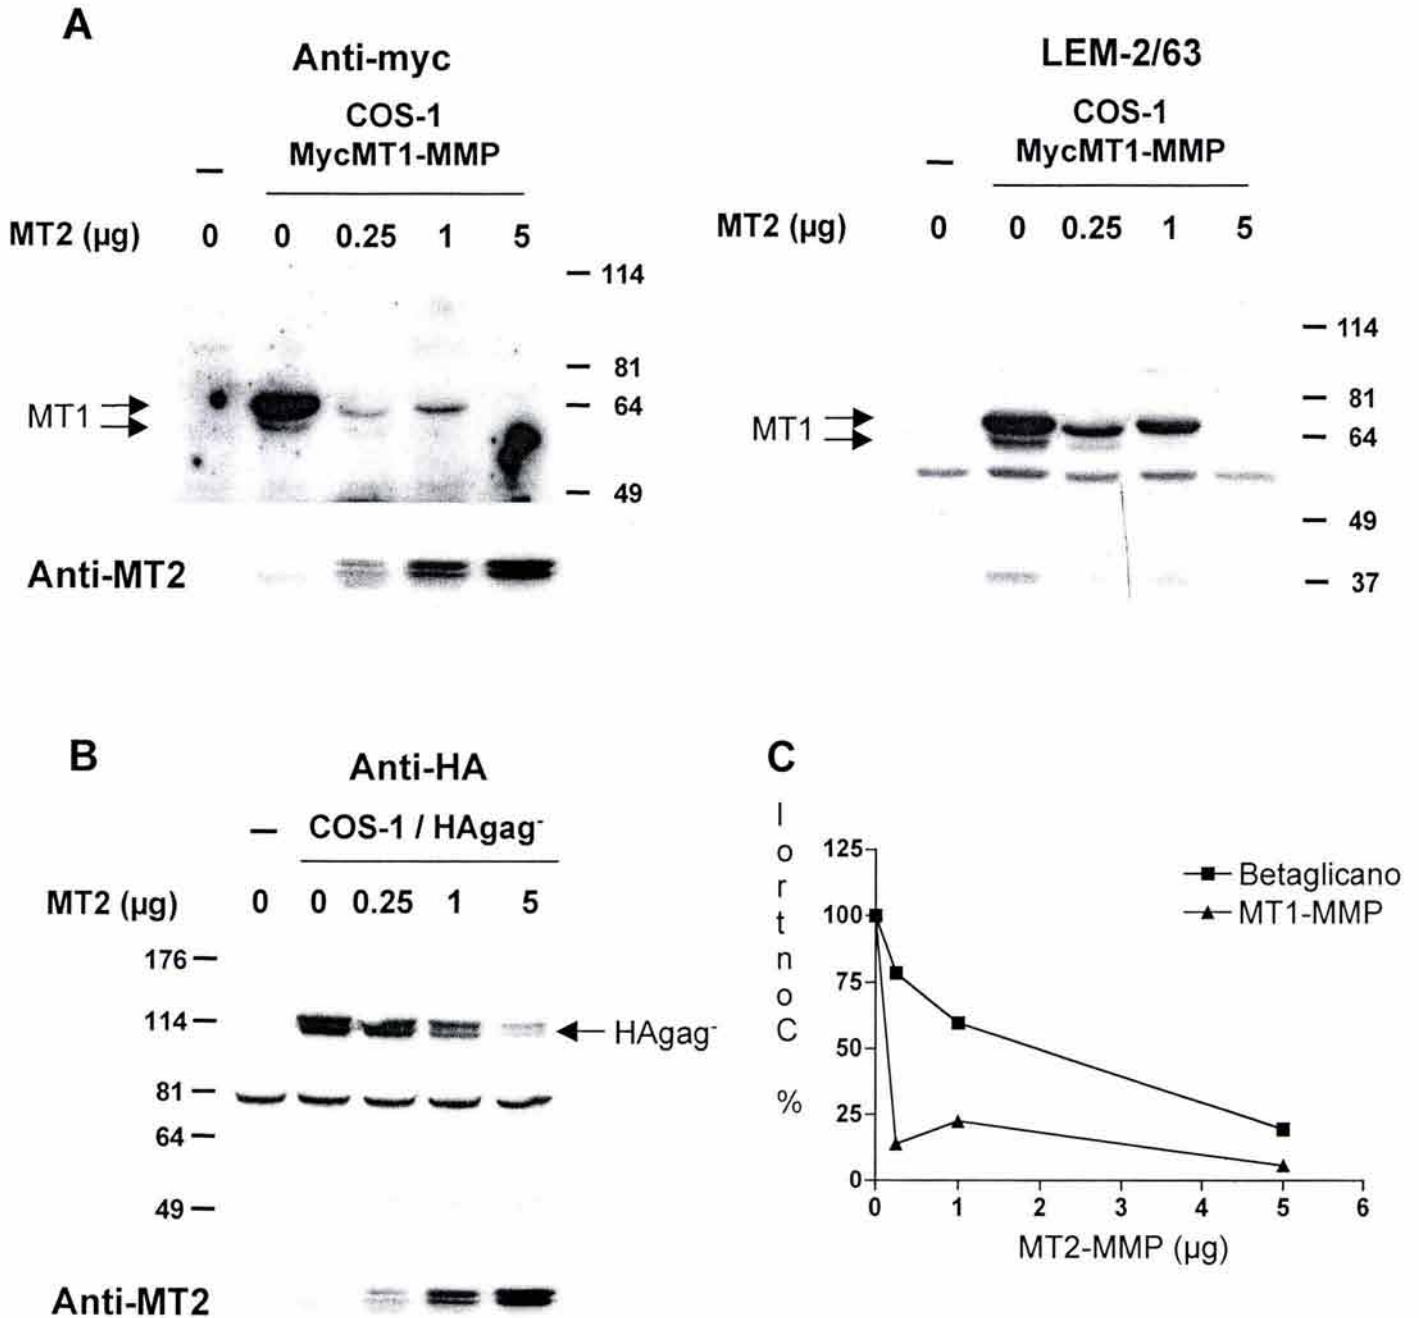 A
Anti-myc
COS-1
MycMT1-MMP
–
MT2 (µg) 0 0 0.25 1 5
– 114
– 81
– 64
– 49
MT1
Anti-MT2
LEM-2/63
COS-1
MycMT1-MMP
–
MT2 (µg) 0 0 0.25 1 5
– 114
– 81
– 64
– 49
– 37
MT1
B
Anti-HA
– COS-1 / HAgag-
MT2 (µg) 0 0 0.25 1 5
176 –
114 –
81 –
64 –
49 –
HAgag-
Anti-MT2
C
l
o
r
t
n
o
C
%
125
100
75
50
25
0
0 1 2 3 4 5 6
MT2-MMP (µg)
Betaglicano
MT1-MMP